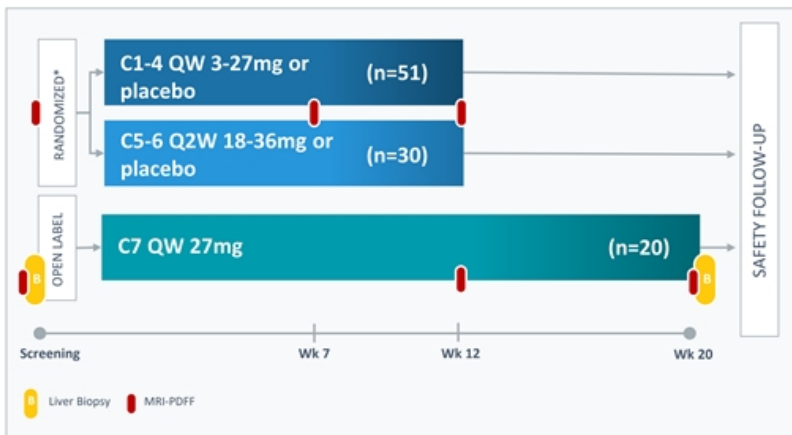 RANDOMIZED*
C1-4 QW 3-27mg or
placebo
(n=51)
C5-6 Q2W 18-36mg or
placebo
(n=30)
OPEN LABEL
C7 QW 27mg
(n=20)
SAFETY FOLLOW-UP
B
B
Screening
Wk 7
Wk 12
Wk 20
B
Liver Biopsy
MRI-PDFF